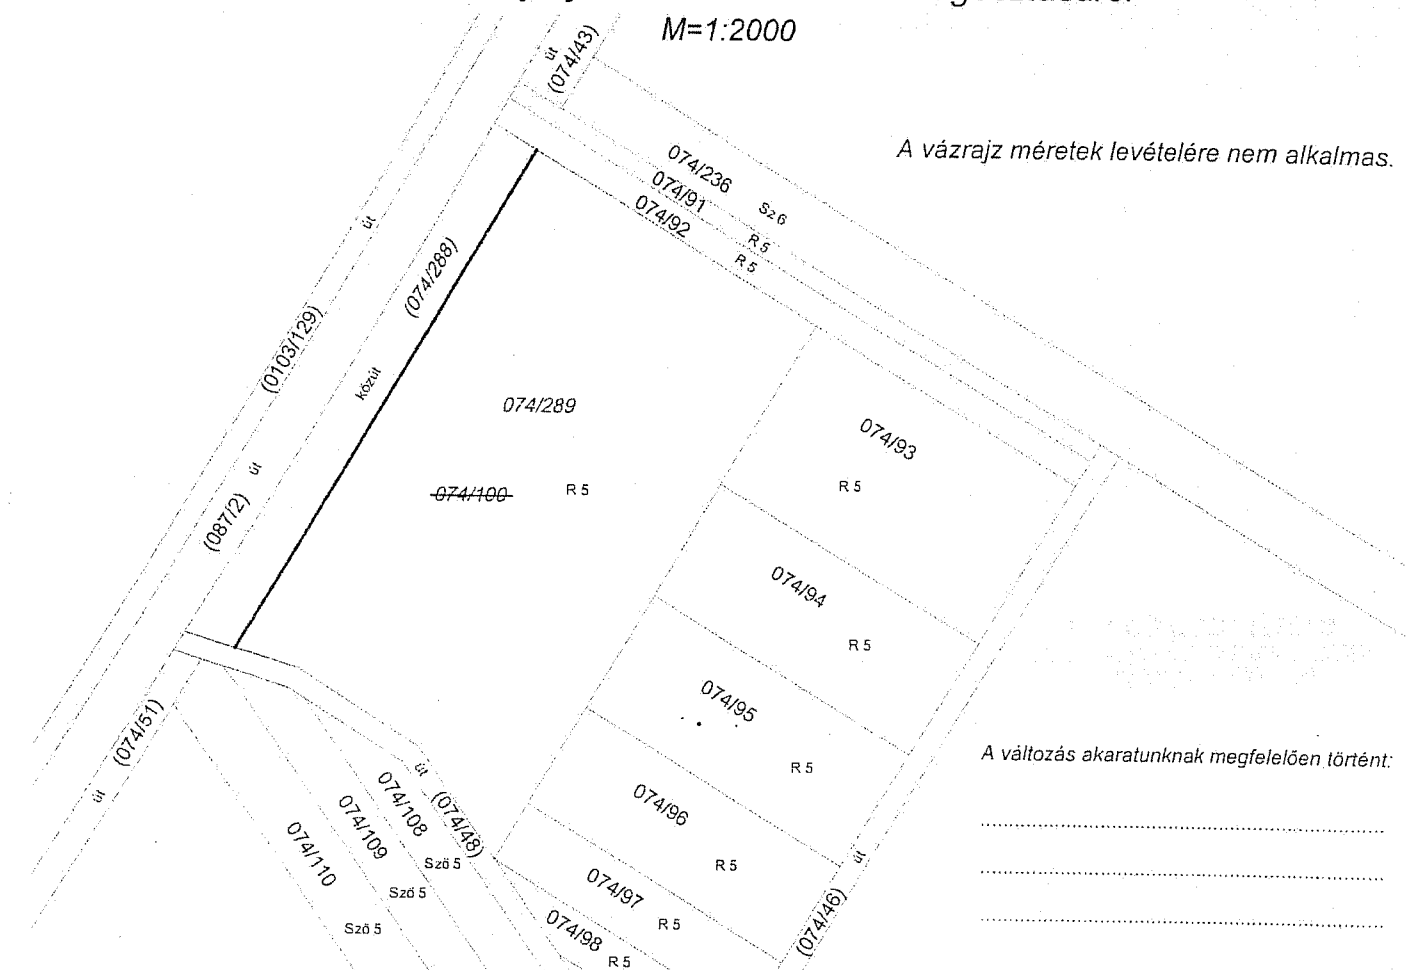 M=1:2000
út
(074/43)
A vázrajz méretek levételére nem alkalmas.
074/236
Sz 6
074/91
R 5
074/92
R 5
út
(0103/129)
(074/288)
közút
074/289
074/100
R 5
074/93
R 5
(087/2)
út
074/94
R 5
074/95
R 5
(074/51)
út
A változás akaratunknak megfelelően történt:
út
(074/48)
074/96
R 5
074/108
Sző 5
074/109
Sző 5
074/110
Sző 5
074/97
R 5
074/98
R 5
út
(074/46)